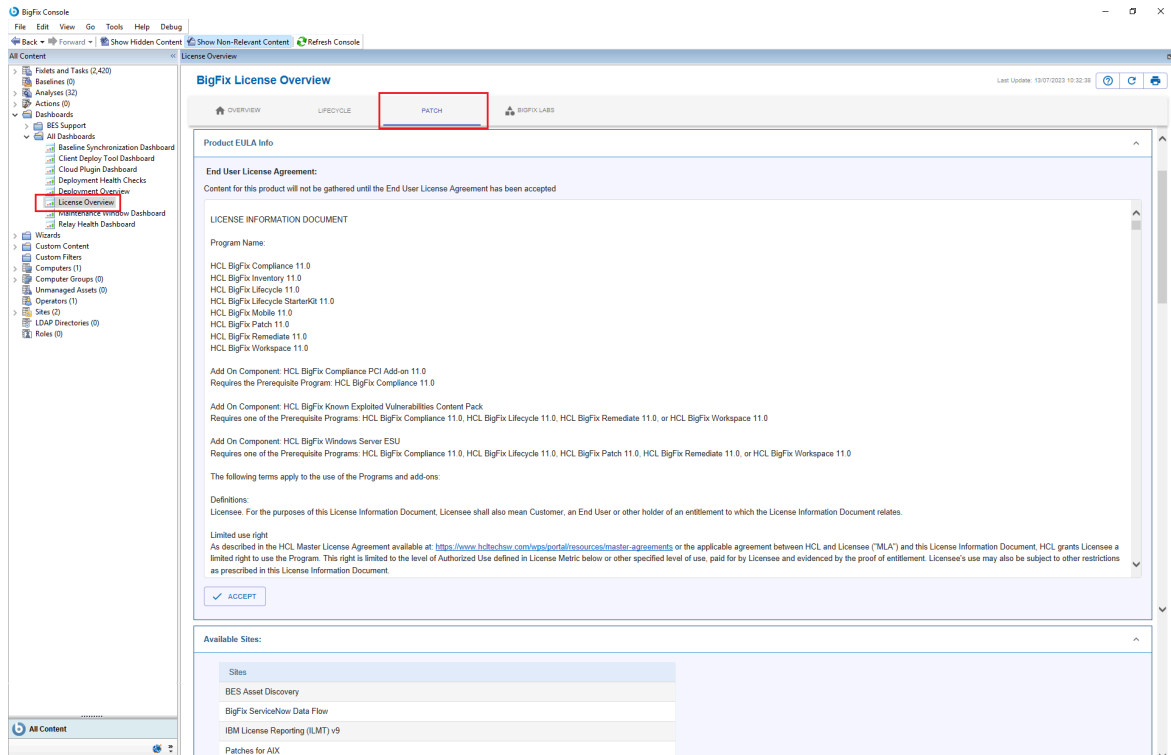 BigFix Console
File Edit View Go Tools Help Debug
Back Forward Show Hidden Content Show Non-Relevant Content Refresh Console
All Content
Fixlets and Tasks (2,420)
Baselines (0)
Analyses (32)
Actions (0)
Dashboards
BES Support
All Dashboards
Baseline Synchronization Dashboard
Client Deploy Tool Dashboard
Cloud Plugin Dashboard
Deployment Health Checks
Deployment Overview
License Overview
Maintenance Window Dashboard
Relay Health Dashboard
Wizards
Custom Content
Custom Filters
Computers (1)
Computer Groups (0)
Unmanaged Assets (0)
Operators (1)
Sites (2)
LDAP Directories (0)
Roles (0)
All Content
License Overview
BigFix License Overview
Last Update: 13/07/2023 10:32:38
OVERVIEW LIFECYCLE PATCH BIGFIX LABS
Product EULA Info
End User License Agreement:
Content for this product will not be gathered until the End User License Agreement has been accepted
LICENSE INFORMATION DOCUMENT
Program Name:
HCL BigFix Compliance 11.0
HCL BigFix Inventory 11.0
HCL BigFix Lifecycle 11.0
HCL BigFix Lifecycle StarterKit 11.0
HCL BigFix Mobile 11.0
HCL BigFix Patch 11.0
HCL BigFix Remediate 11.0
HCL BigFix Workspace 11.0
Add On Component: HCL BigFix Compliance PCI Add-on 11.0
Requires the Prerequisite Program: HCL BigFix Compliance 11.0
Add On Component: HCL BigFix Known Exploited Vulnerabilities Content Pack
Requires one of the Prerequisite Programs: HCL BigFix Compliance 11.0, HCL BigFix Lifecycle 11.0, HCL BigFix Remediate 11.0, or HCL BigFix Workspace 11.0
Add On Component: HCL BigFix Windows Server ESU
Requires one of the Prerequisite Programs: HCL BigFix Compliance 11.0, HCL BigFix Lifecycle 11.0, HCL BigFix Patch 11.0, HCL BigFix Remediate 11.0, or HCL BigFix Workspace 11.0
The following terms apply to the use of the Programs and add-ons:
Definitions:
Licensee. For the purposes of this License Information Document, Licensee shall also mean Customer, an End User or other holder of an entitlement to which the License Information Document relates.
Limited use right
As described in the HCL Master License Agreement available at: https://www.hcltechsw.com/wps/portal/resources/master-agreements or the applicable agreement between HCL and Licensee ("MLA") and this License Information Document, HCL grants Licensee a
limited right to use the Program. This right is limited to the level of Authorized Use defined in License Metric below or other specified level of use, paid for by Licensee and evidenced by the proof of entitlement. Licensee's use may also be subject to other restrictions
as prescribed in this License Information Document.
ACCEPT
Available Sites:
Sites
BES Asset Discovery
BigFix ServiceNow Data Flow
IBM License Reporting (ILMT) v9
Patches for AIX